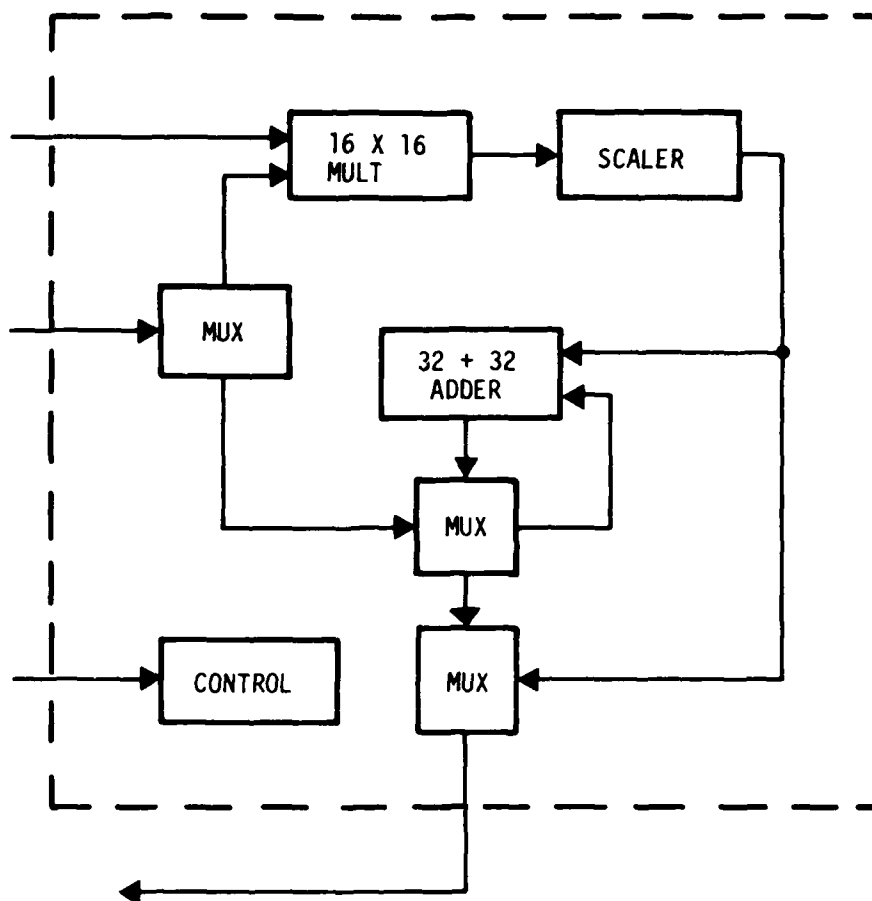 16 X 16
MULT
SCALER
MUX
32 + 32
ADDER
MUX
CONTROL
MUX